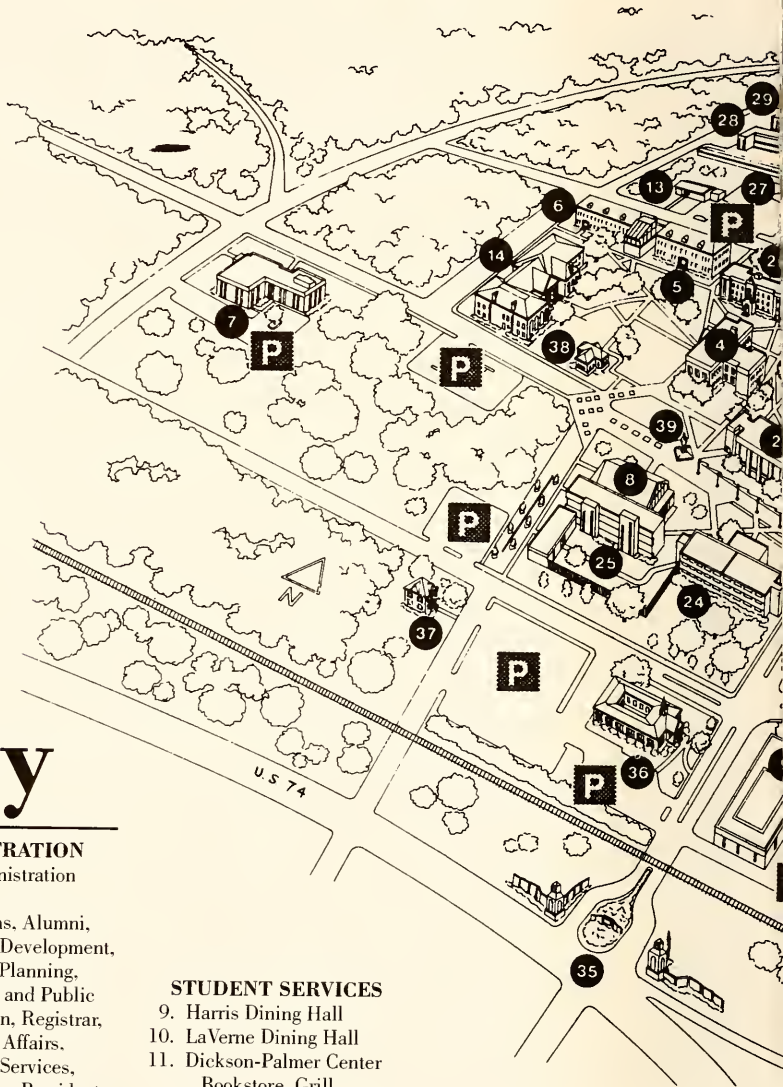 29
28
13
27
6
P
14
5
4
7
38
P
P
39
8
P
25
24
37
P
36
P
N
U.S 74
35
y
TRATION
nistration
ns, Alumni,
Development,
Planning,
and Public
n, Registrar,
Affairs,
Services,
STUDENT SERVICES
9. Harris Dining Hall
10. LaVerne Dining Hall
11. Dickson-Palmer Center
Bookstore, Grill